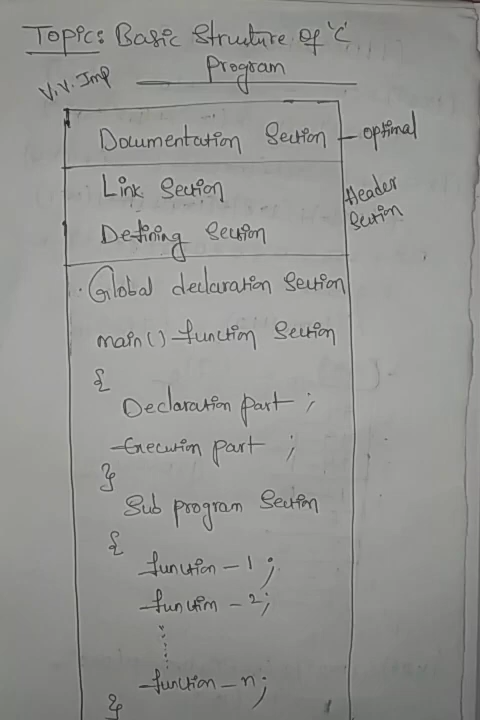 Topic: Basic Structure of 'C'
Program
V.V. Imp
Documentation Section - optimal
Link Section
Header
Section
Defining Section
Global declaration Section
main() function Section
{
Declaration part ;
Execution part ;
}
Sub program Section
{
function - 1 ;
function - 2 ;
function - n ;
}